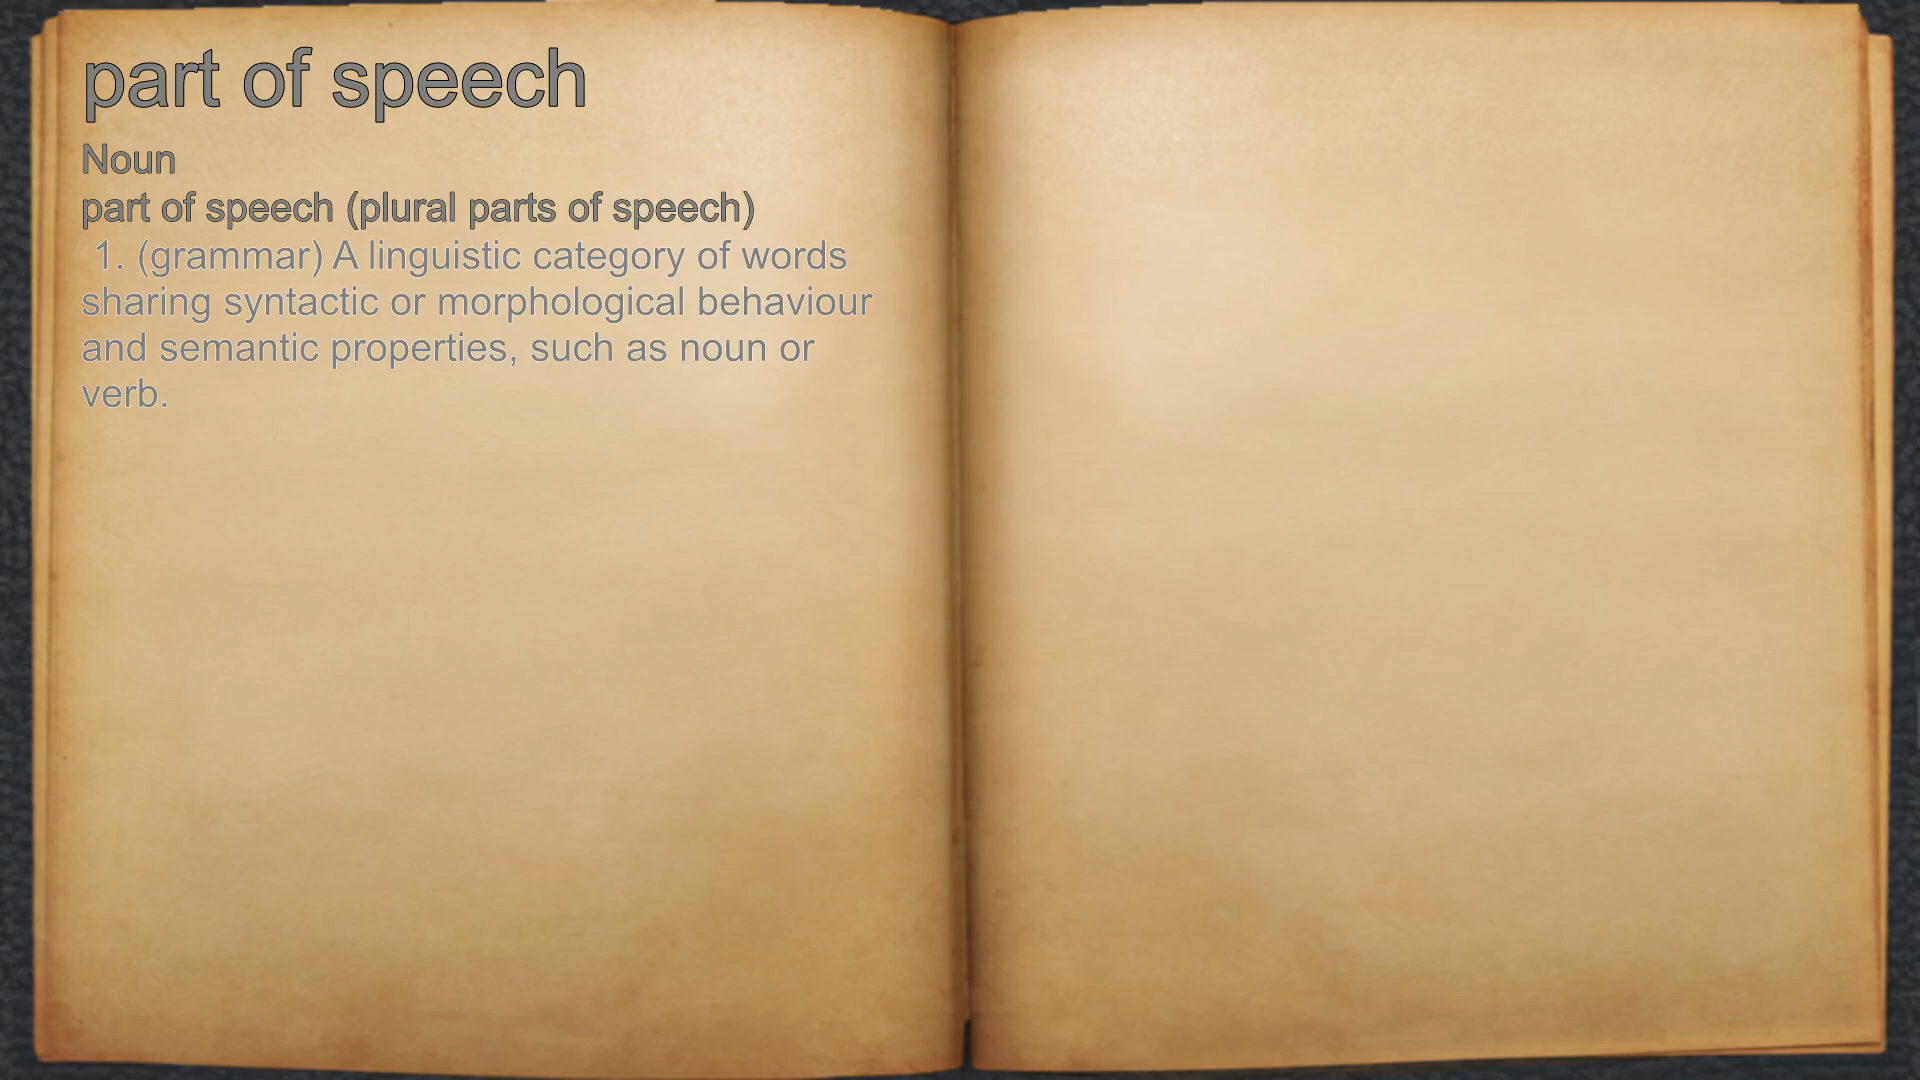 part of speech
Noun
part of speech (plural parts of speech)
1. (grammar) A linguistic category of words
sharing syntactic or morphological behaviour
and semantic properties, such as noun or
verb.